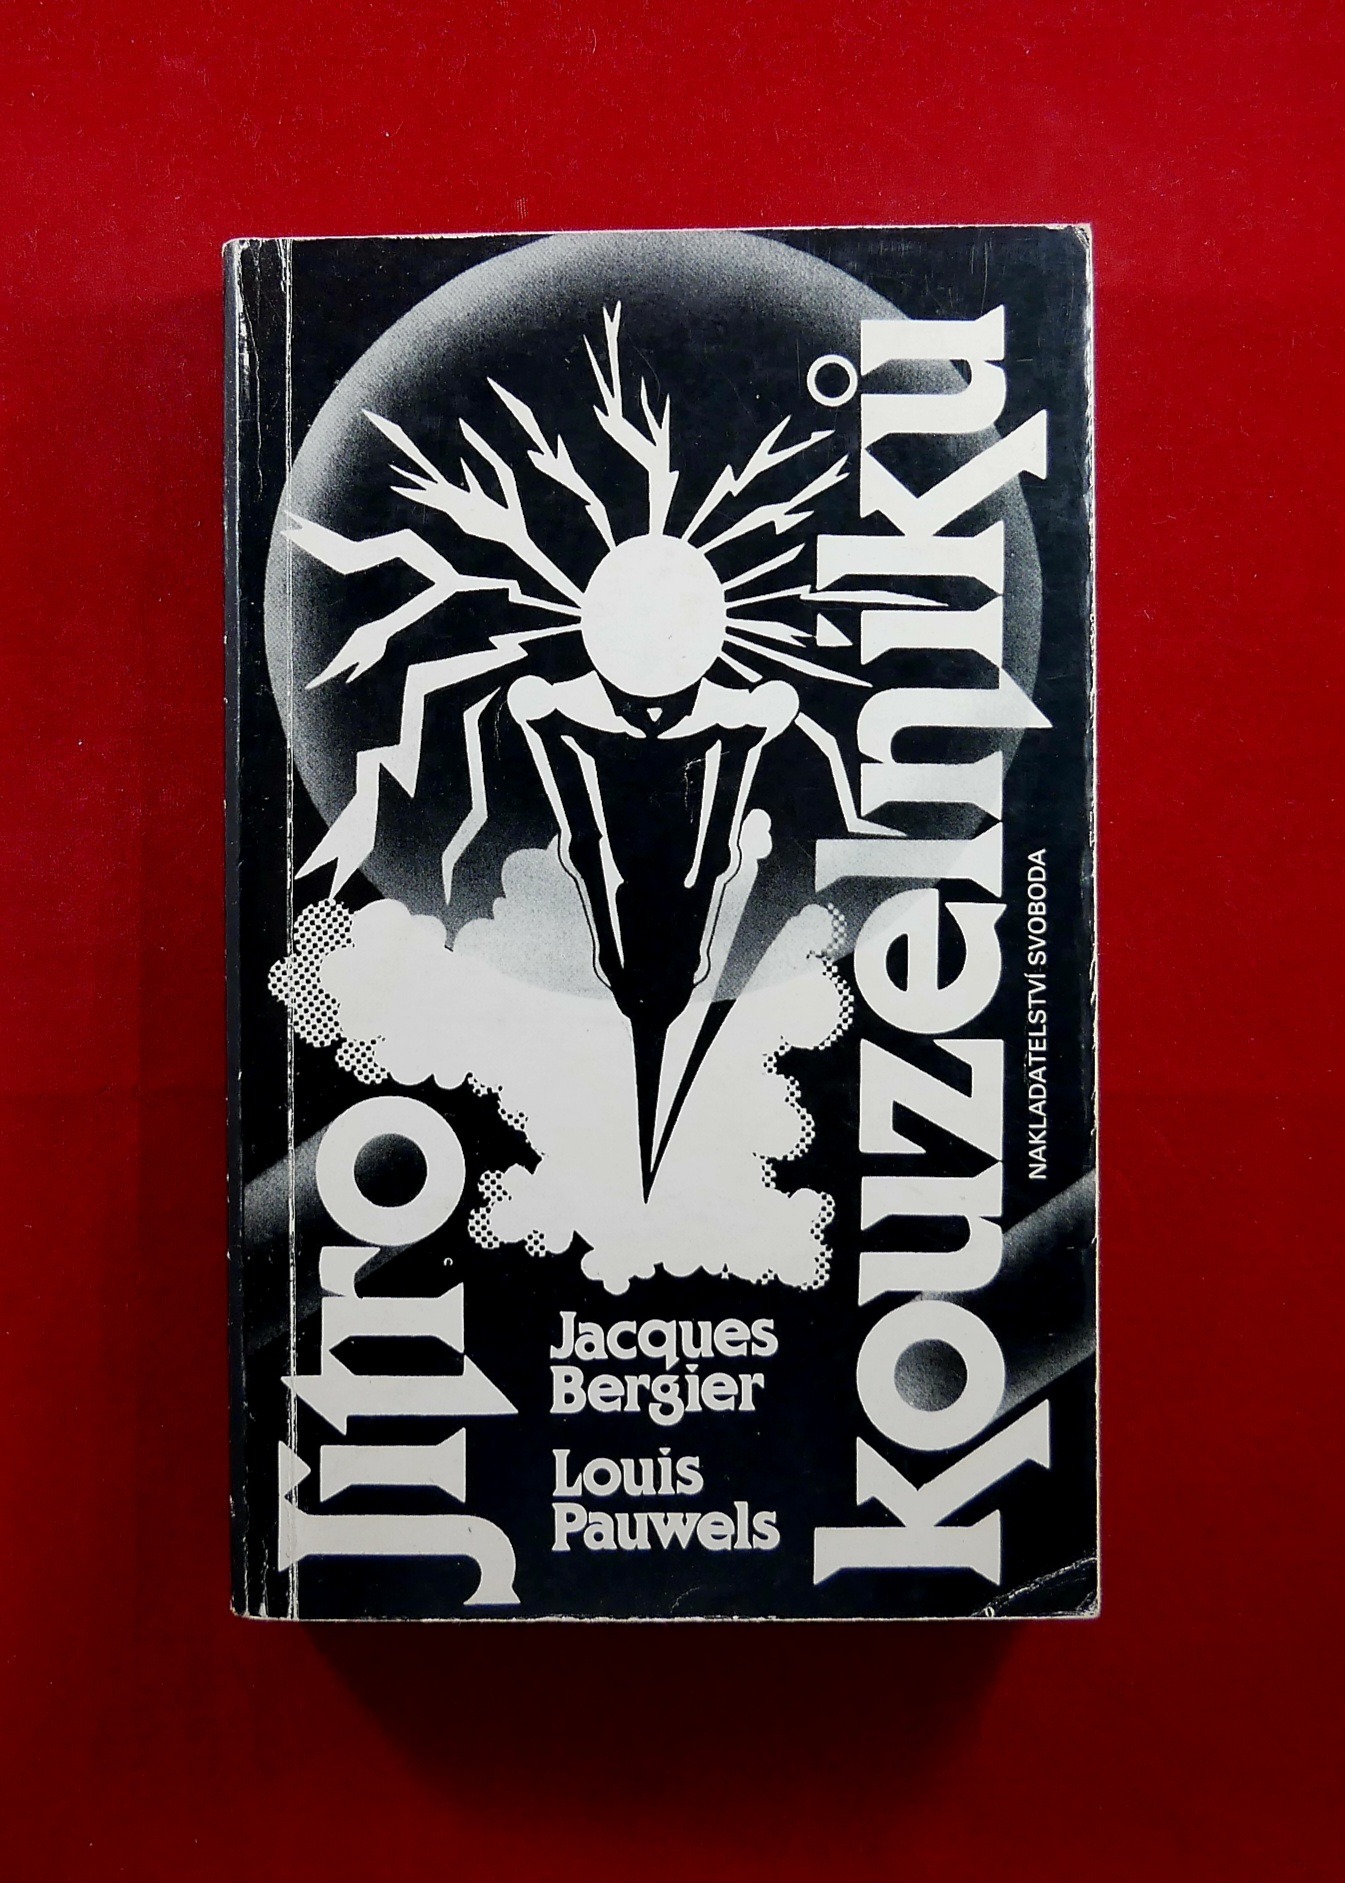 Jitro
kouzelníků
Jacques
Bergier
Louis
Pauwels
NAKLADATELSTVÍ SVOBODA